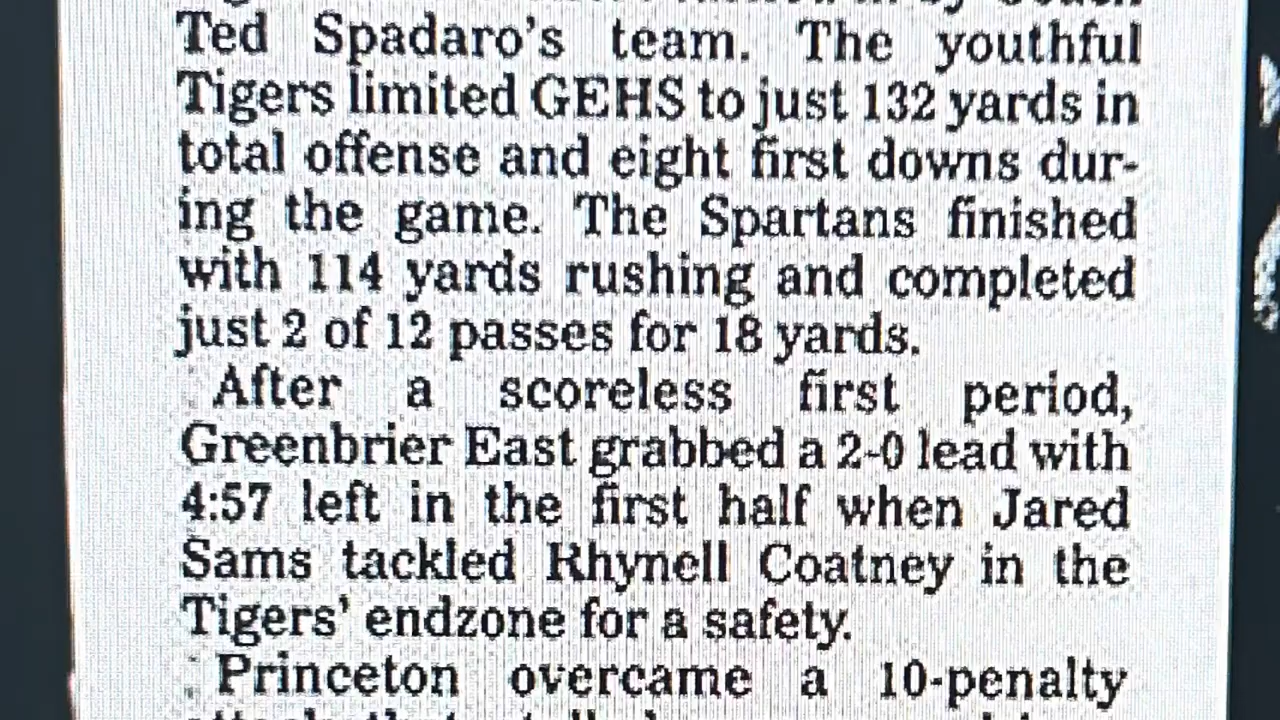 Ted Spadaro's team. The youthful
Tigers limited GEHS to just 132 yards in
total offense and eight first downs dur-
ing the game. The Spartans finished
with 114 yards rushing and completed
just 2 of 12 passes for 18 yards.
After a scoreless first period,
Greenbrier East grabbed a 2-0 lead with
4:57 left in the first half when Jared
Sams tackled Rhynell Coatney in the
Tigers' endzone for a safety.
Princeton overcame a 10-penalty